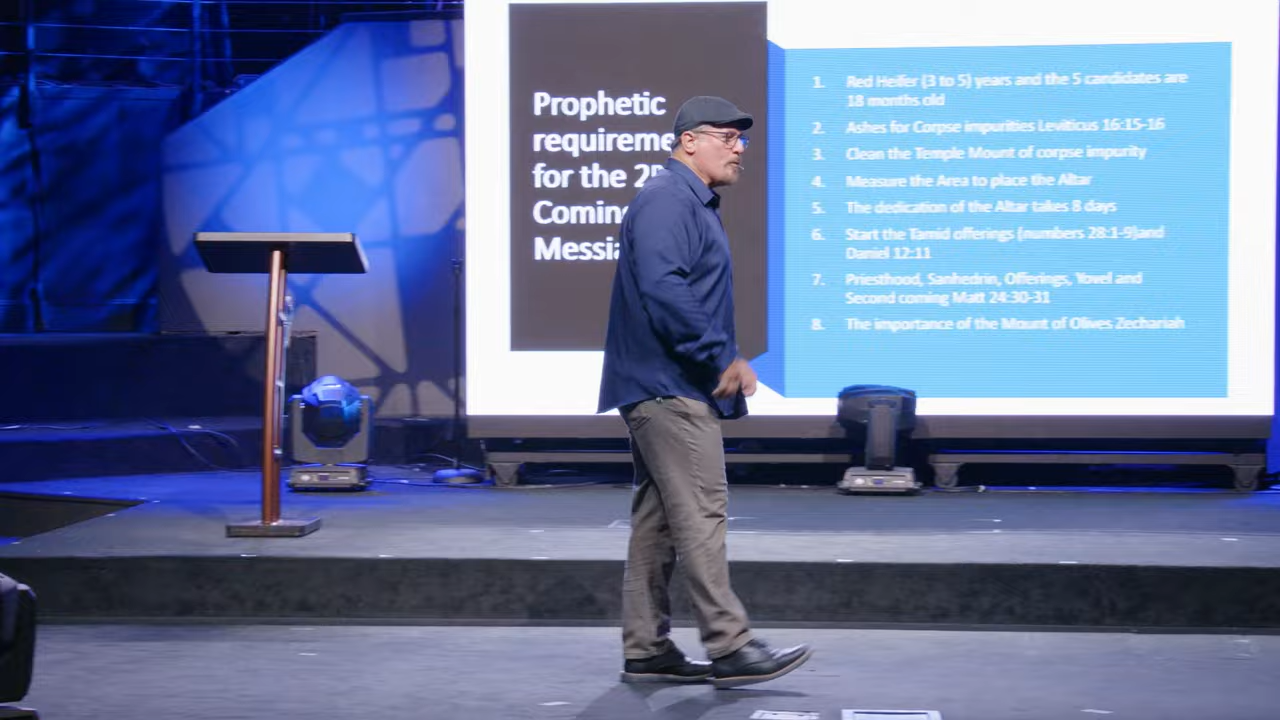 Prophetic
requireme
for the 2
Coming
Messia
1. Red Heifer (3 to 5) years and the 5 candidates are
18 months old
2. Ashes for Corpse impurities Leviticus 16:15-16
3. Clean the Temple Mount of corpse impurity
4. Measure the Area to place the Altar
5. The dedication of the Altar takes 8 days
6. Start the Tamid offerings (numbers 28:1-9)and
Daniel 12:11
7. Priesthood, Sanhedrin, Offerings, Yovel and
Second coming Matt 24:30-31
8. The importance of the Mount of Olives Zechariah